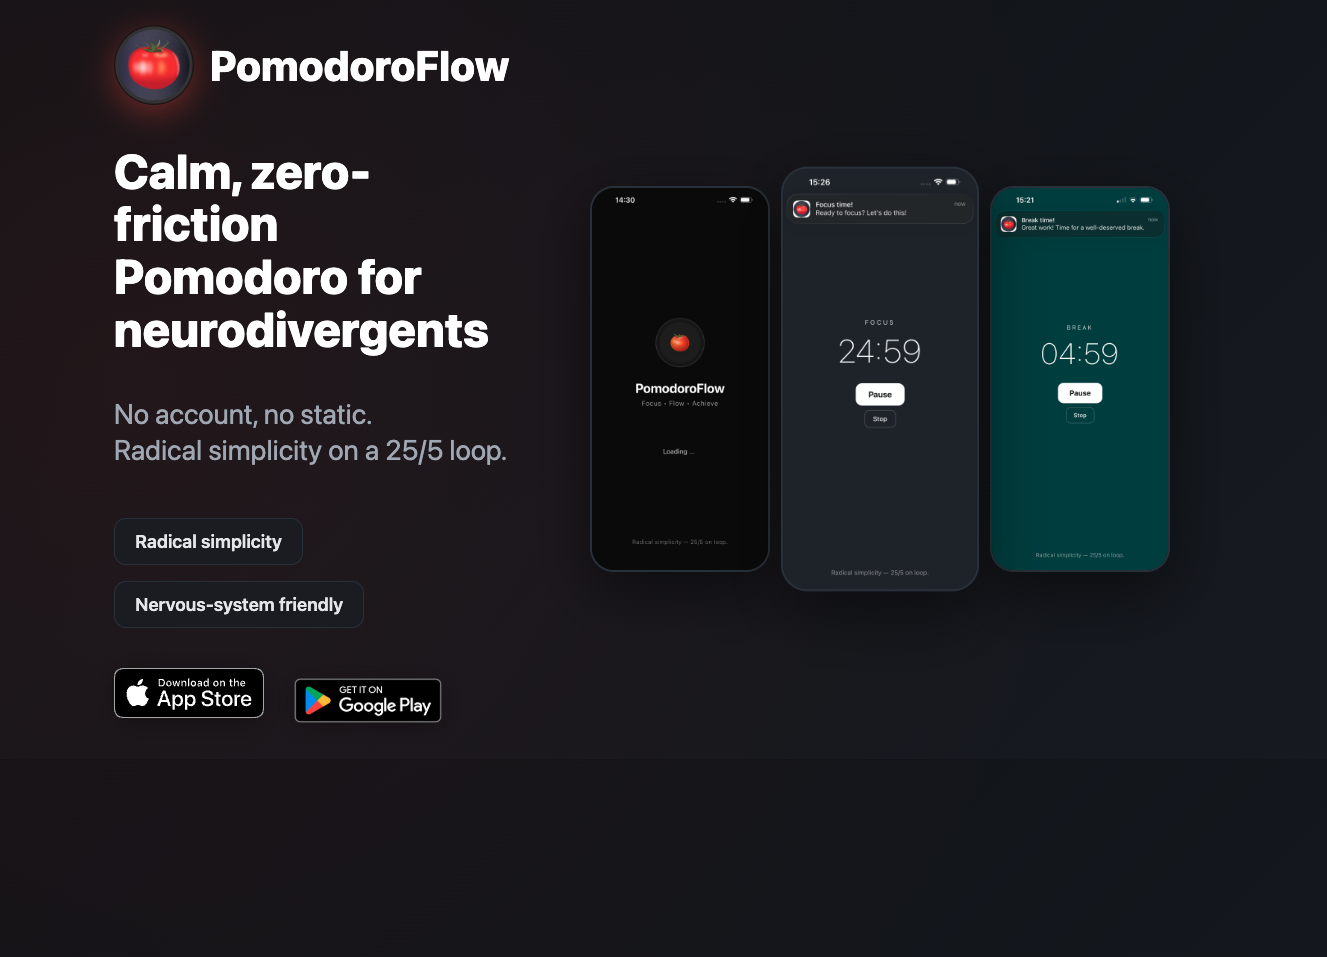 PomodoroFlow
Calm, zero-
friction
Pomodoro for
neurodivergents
No account, no static.
Radical simplicity on a 25/5 loop.
Radical simplicity
Nervous-system friendly
Download on the
App Store
GET IT ON
Google Play
14:30
PomodoroFlow
Focus • Flow • Achieve
Loading ...
Radical simplicity — 25/5 on loop.
15:26
Focus time!
now
Ready to focus? Let's do this!
FOCUS
24:59
Pause
Stop
Radical simplicity — 25/5 on loop.
15:21
Break time!
now
Great work! Time for a well-deserved break.
BREAK
04:59
Pause
Stop
Radical simplicity — 25/5 on loop.